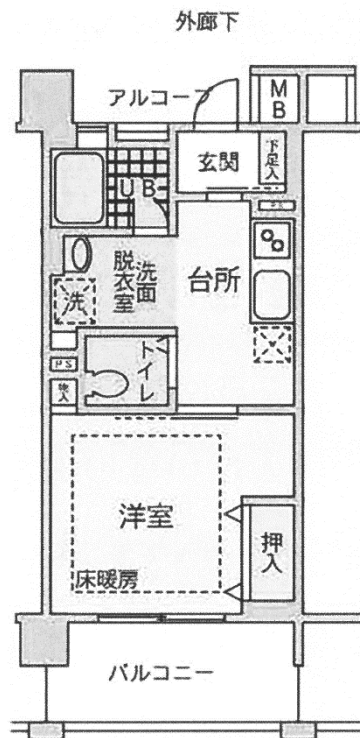 外廊下
アルコーブ
MB
玄関
下足入
PS
UB
洗面
脱衣室
洗
台所
トイレ
PS
物入
洋室
押入
床暖房
バルコニー